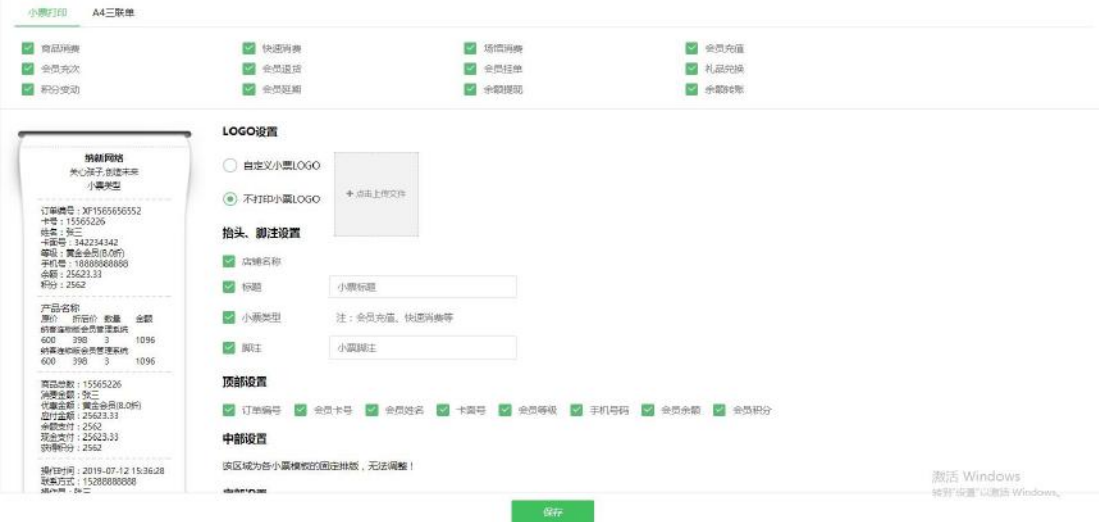 小票打印 A4三联单
商品消费 快速消费 场馆消费 会员充值
会员充次 会员退货 会员挂单 礼品兑换
积分变动 会员延期 余额提现 余额转账
纳新网络
关心孩子,创造未来
小票类型
订单编号：XF1565656552
卡号：15565226
姓名：张三
卡面号：342234342
等级：黄金会员(8.0折)
手机号：18888888888
余额：25623.33
积分：2562
产品名称
原价 折后价 数量 金额
纳客连锁版会员管理系统
600 398 3 1096
纳客连锁版会员管理系统
600 398 3 1096
商品总数：15565226
消费金额：张三
优惠金额：黄金会员(8.0折)
应付金额：25623.33
余额支付：2562
现金支付：25623.33
获得积分：2562
操作时间：2019-07-12 15:36:28
联系方式：15288888888
操作员：张三
LOGO设置
自定义小票LOGO
不打印小票LOGO
+ 点击上传文件
抬头、脚注设置
店铺名称
标题 小票标题
小票类型 注：会员充值、快速消费等
脚注 小票脚注
顶部设置
订单编号 会员卡号 会员姓名 卡面号 会员等级 手机号码 会员余额 会员积分
中部设置
该区域为各小票模板的固定排版，无法调整！
激活 Windows
转到"设置"以激活 Windows。
保存